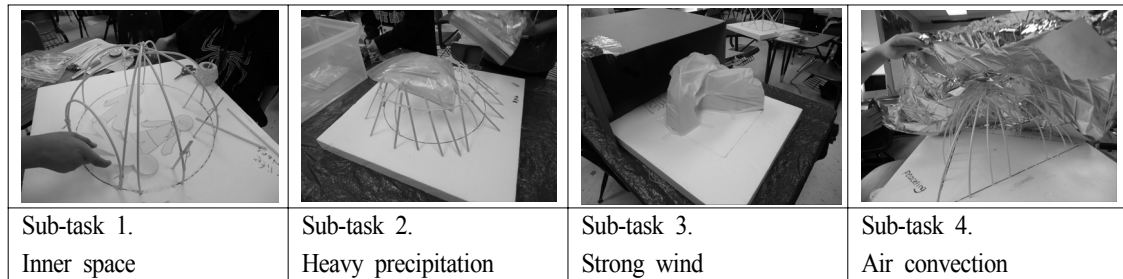 Sub-task 1.
Inner space
Sub-task 2.
Heavy precipitation
Sub-task 3.
Strong wind
Sub-task 4.
Air convection